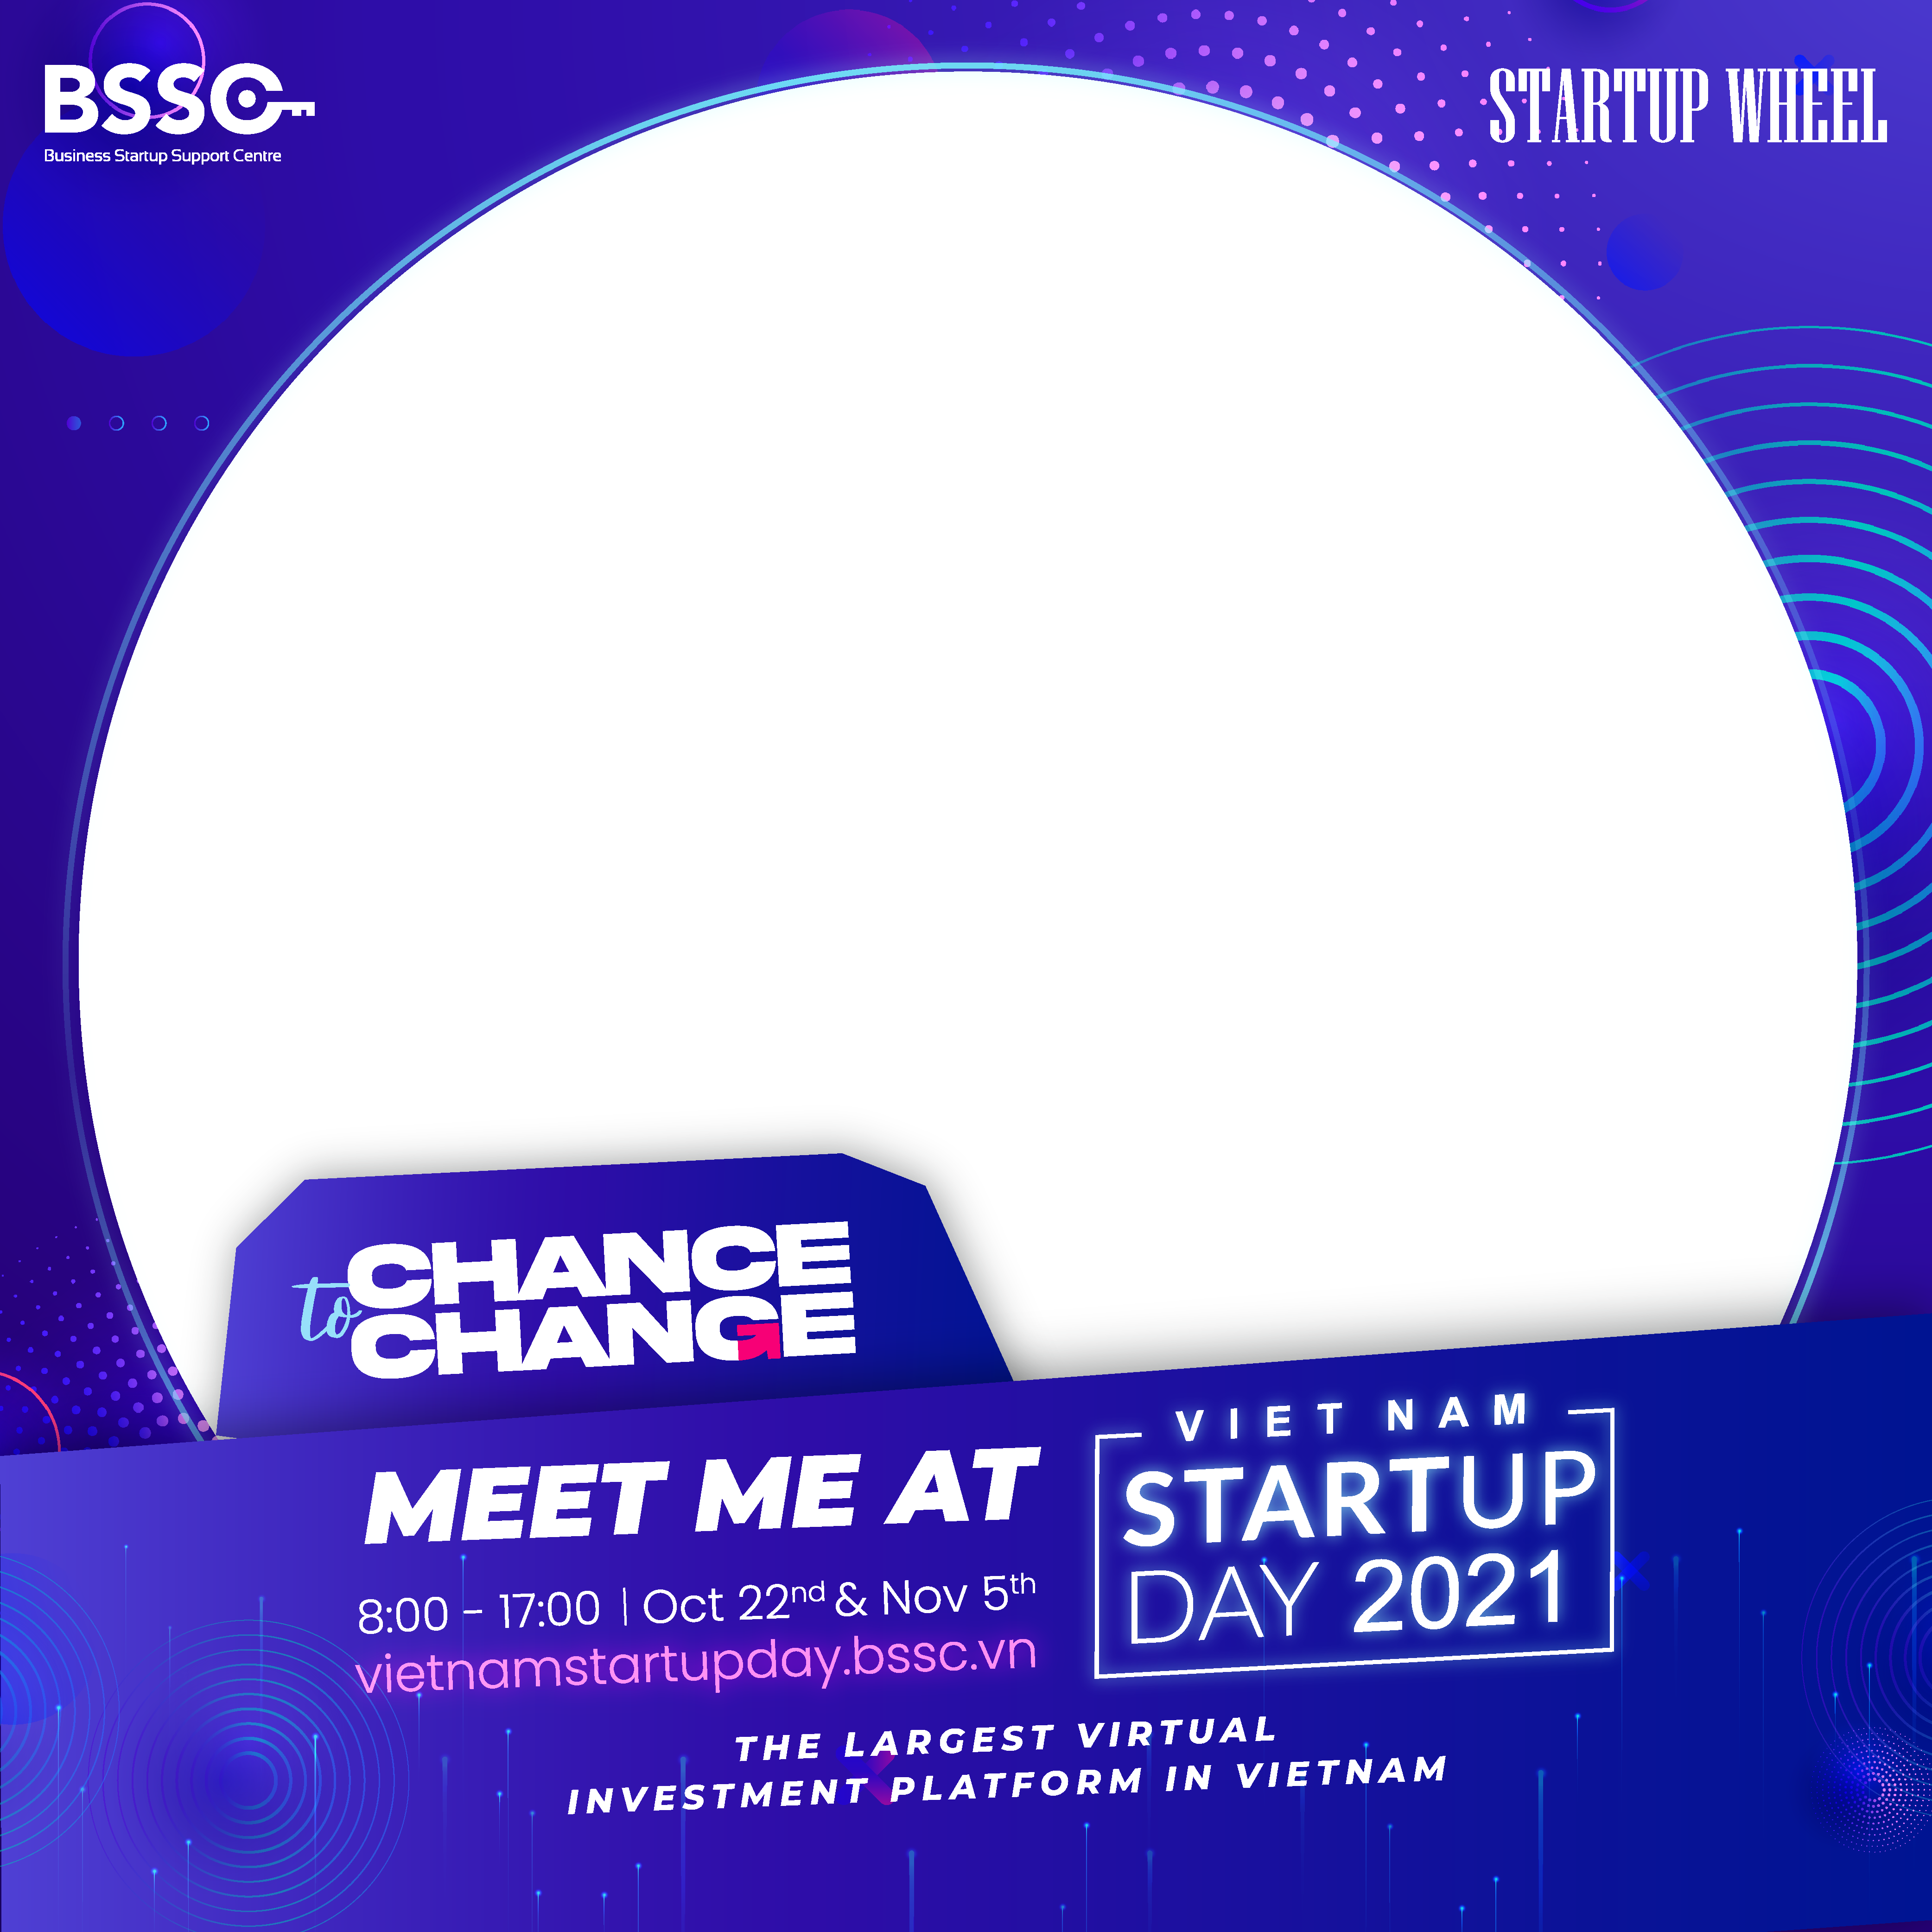 BSSC
Business Startup Support Centre
STARTUP WHEEL
CHANCE
to
CHANGE
MEET ME AT
8:00 - 17:00 | Oct 22nd & Nov 5th
vietnamstartupday.bssc.vn
VIET NAM
STARTUP
DAY 2021
THE LARGEST VIRTUAL
INVESTMENT PLATFORM IN VIETNAM